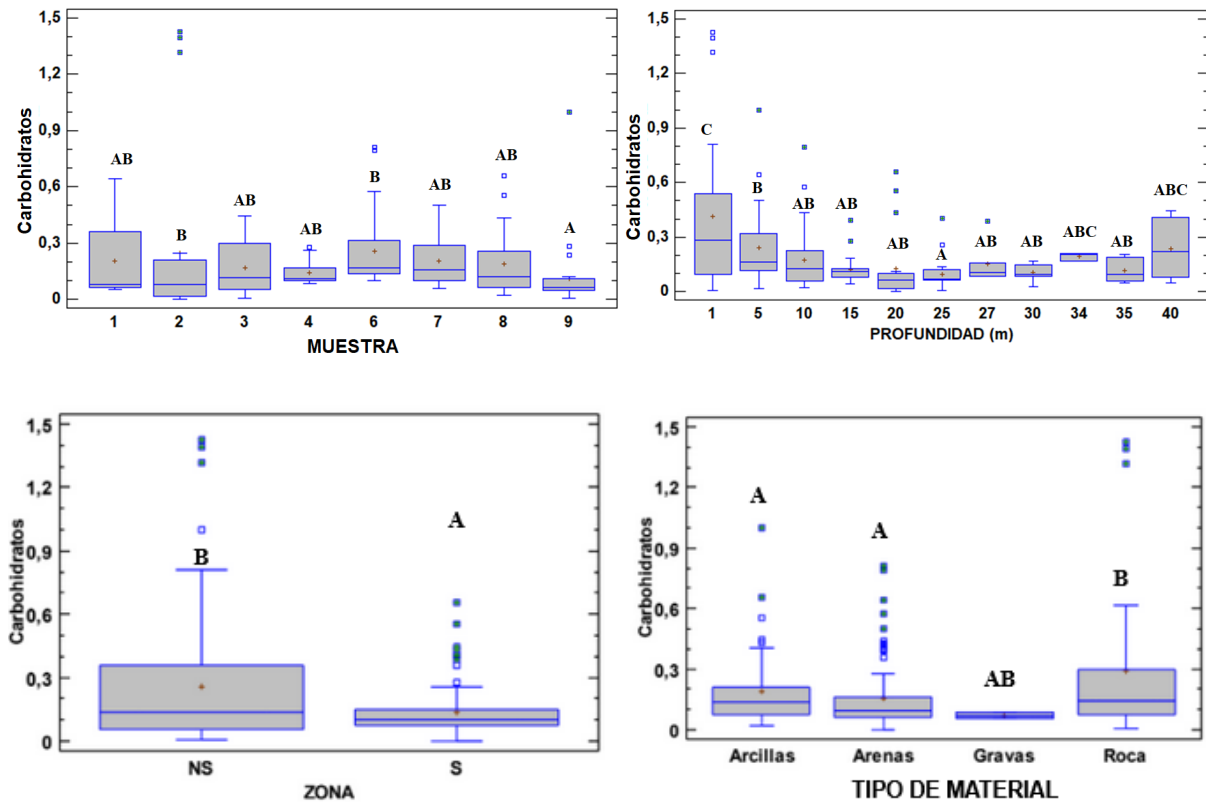 Carbohidratos
1,5
1,2
0,9
0,6
0,3
0
AB
B
AB
AB
B
AB
AB
A
1 2 3 4 6 7 8 9
MUESTRA
Carbohidratos
1,5
1,2
0,9
0,6
0,3
0
C
B
AB
AB
AB
A
AB
AB
ABC
AB
ABC
1 5 10 15 20 25 27 30 34 35 40
PROFUNDIDAD (m)
Carbohidratos
1,5
1,2
0,9
0,6
0,3
0
B
A
NS S
ZONA
Carbohidratos
1,5
1,2
0,9
0,6
0,3
0
A
A
AB
B
Arcillas Arenas Gravas Roca
TIPO DE MATERIAL